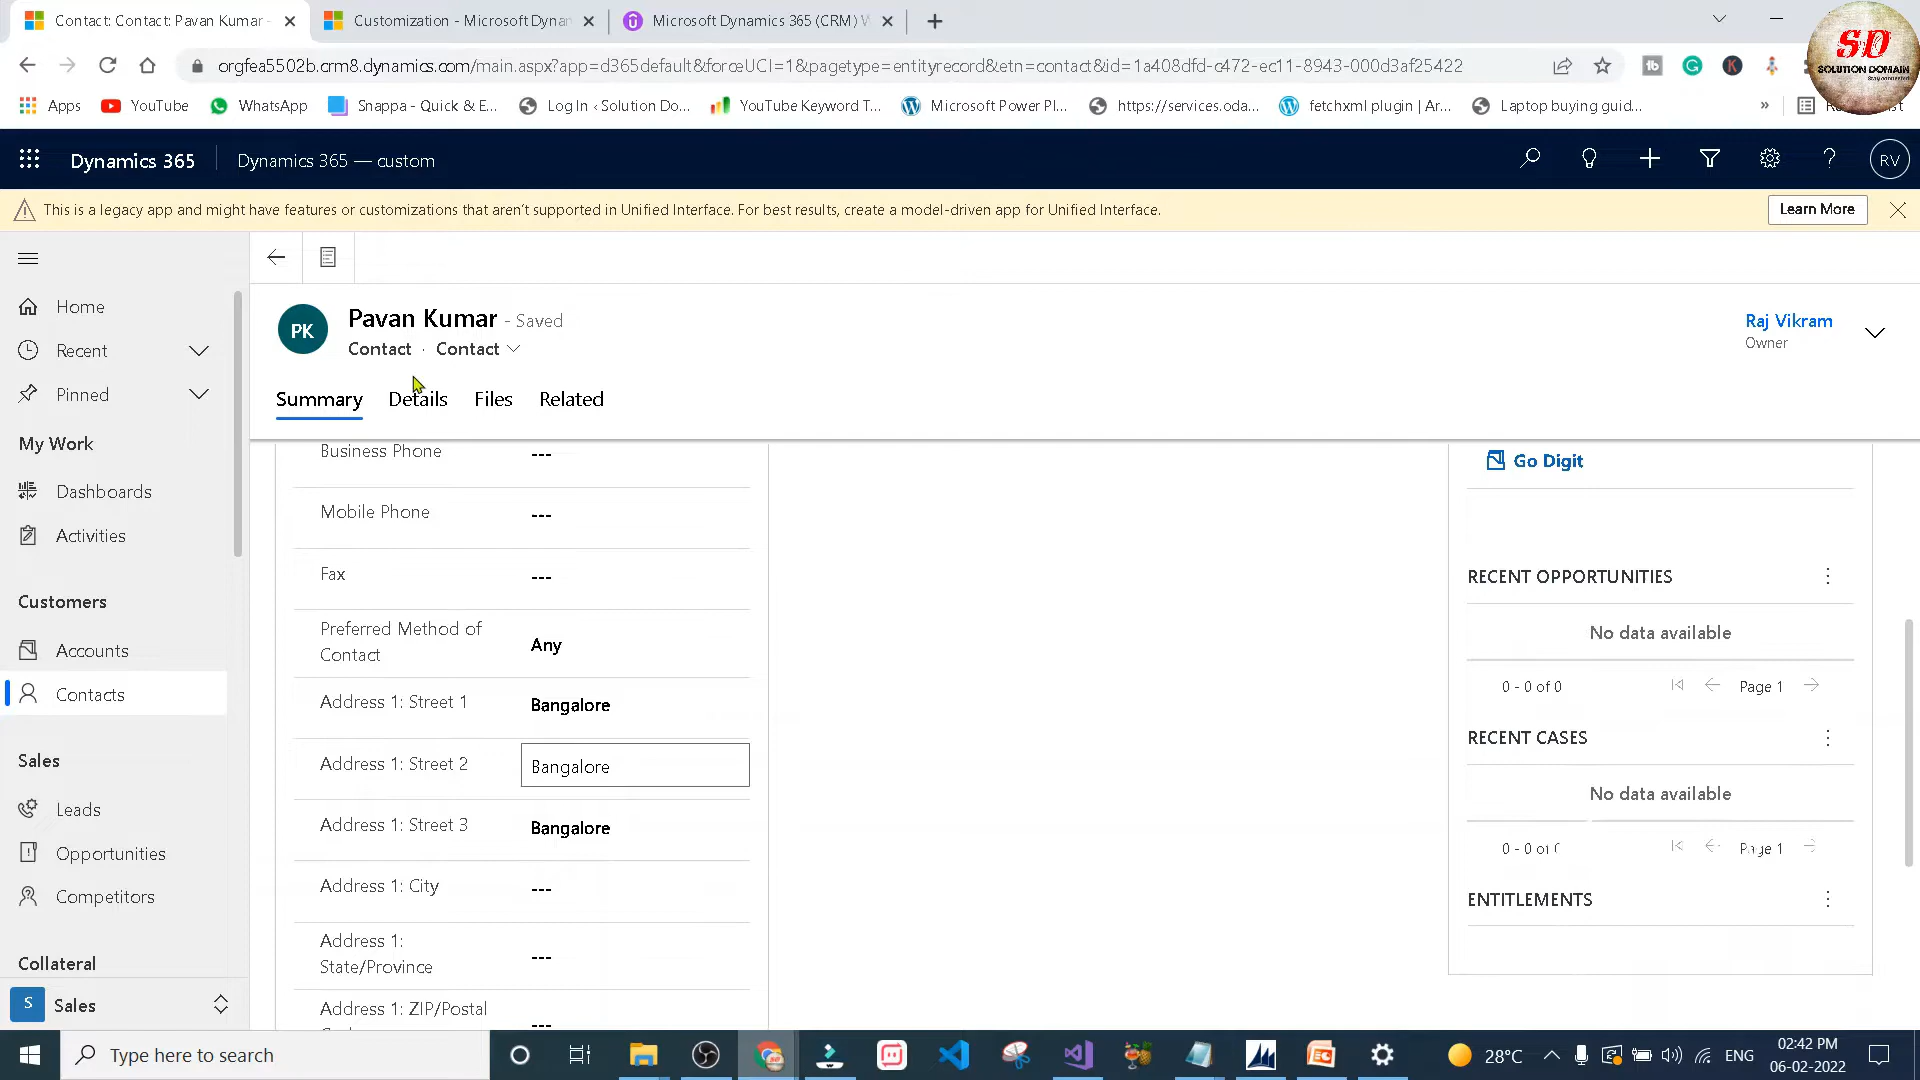 Contact: Contact: Pavan Kumar -
Customization - Microsoft Dynan
Microsoft Dynamics 365 (CRM) V
orgfea5502b.crm8.dynamics.com/main.aspx?app=d365default&forceUCI=1&pagetype=entityrecord&etn=contact&id=1a408dfd-c472-ec11-8943-000d3af25422
SD
SOLUTION DOMAIN
Apps
YouTube
WhatsApp
Snappa - Quick & E...
Log In ‹ Solution Do...
YouTube Keyword T...
Microsoft Power Pl...
https://services.oda...
fetchxml plugin | Ar...
Laptop buying guid...
»
Dynamics 365
Dynamics 365 — custom
RV
This is a legacy app and might have features or customizations that aren't supported in Unified Interface. For best results, create a model-driven app for Unified Interface.
Learn More
Home
Recent
Pinned
My Work
Dashboards
Activities
Customers
Accounts
Contacts
Sales
Leads
Opportunities
Competitors
Collateral
S Sales
PK
Pavan Kumar - Saved
Contact · Contact
Raj Vikram
Owner
Summary Details Files Related
Business Phone ---
Mobile Phone ---
Fax ---
Preferred Method of Contact Any
Address 1: Street 1 Bangalore
Address 1: Street 2 Bangalore
Address 1: Street 3 Bangalore
Address 1: City ---
Address 1: State/Province ---
Address 1: ZIP/Postal ---
Go Digit
RECENT OPPORTUNITIES
No data available
0 - 0 of 0 Page 1
RECENT CASES
No data available
0 - 0 of 0 Page 1
ENTITLEMENTS
Type here to search
28°C
ENG
02:42 PM
06-02-2022